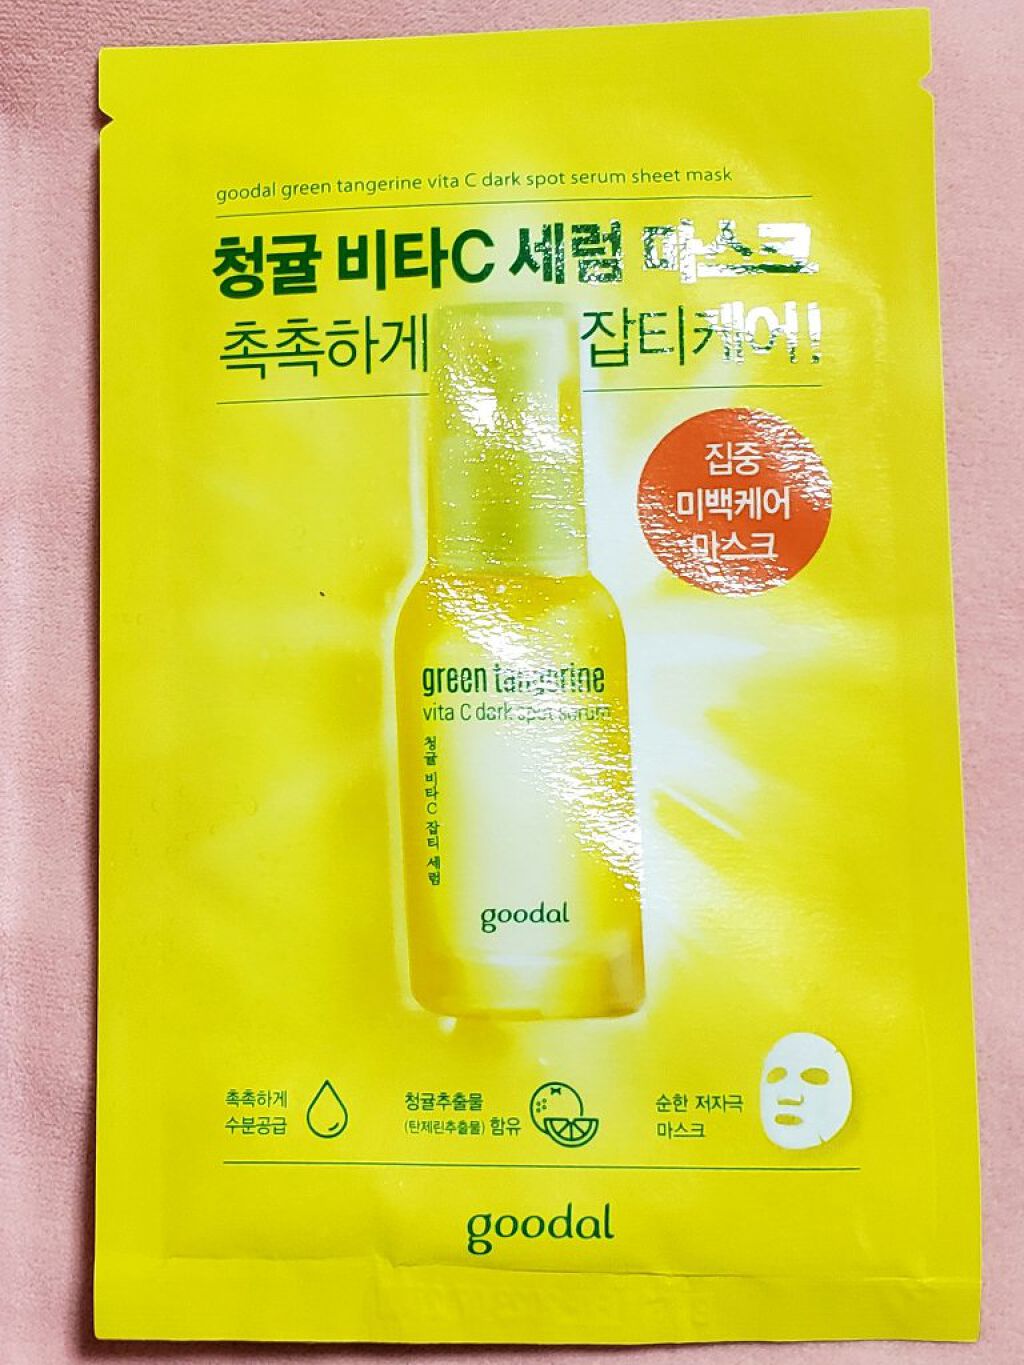 goodal green tangerine vita C dark spot serum sheet mask
청귤 비타C 세럼 마스크
촉촉하게 잡티케어!
집중
미백케어
마스크
green tangerine
vita C dark spot serum
청귤 비타C 잡티 세럼
goodal
촉촉하게
수분공급
청귤추출물
(탄제린추출물) 함유
순한 저자극
마스크
goodal